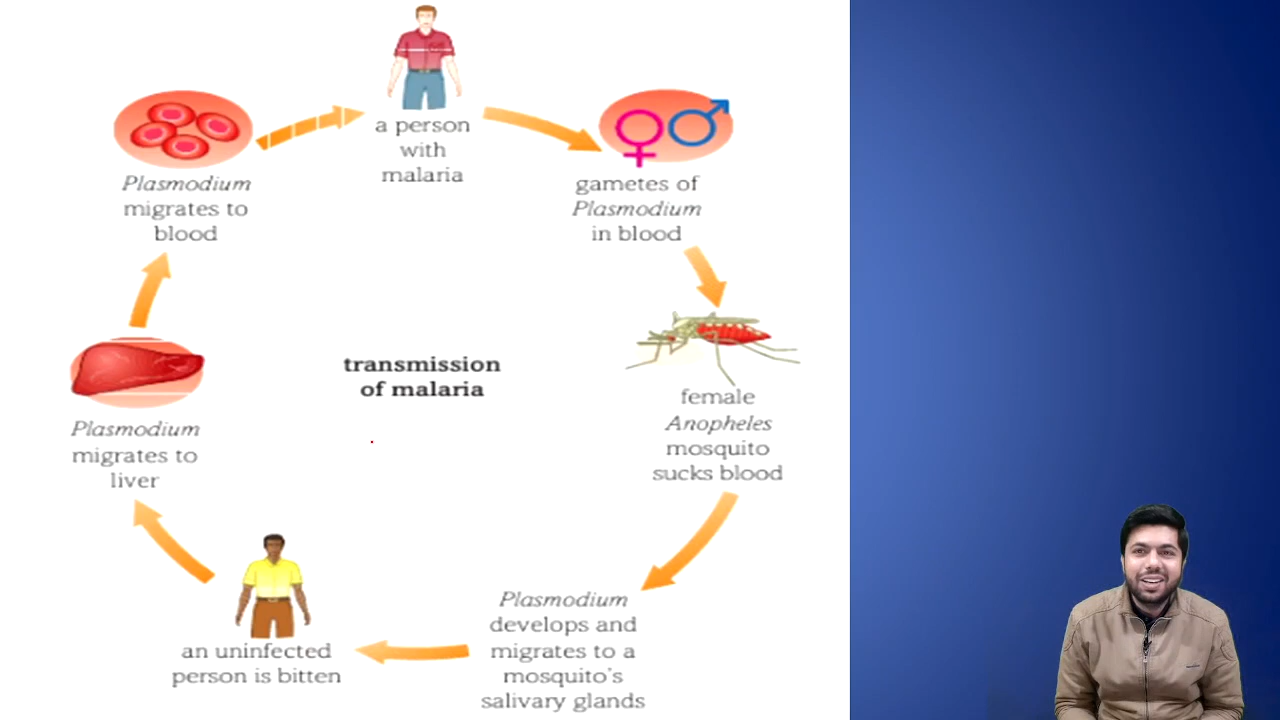 a person
with
malaria
gametes of
Plasmodium
in blood
female
Anopheles
mosquito
sucks blood
Plasmodium
develops and
migrates to a
mosquito's
salivary glands
an uninfected
person is bitten
Plasmodium
migrates to
liver
Plasmodium
migrates to
blood
transmission
of malaria